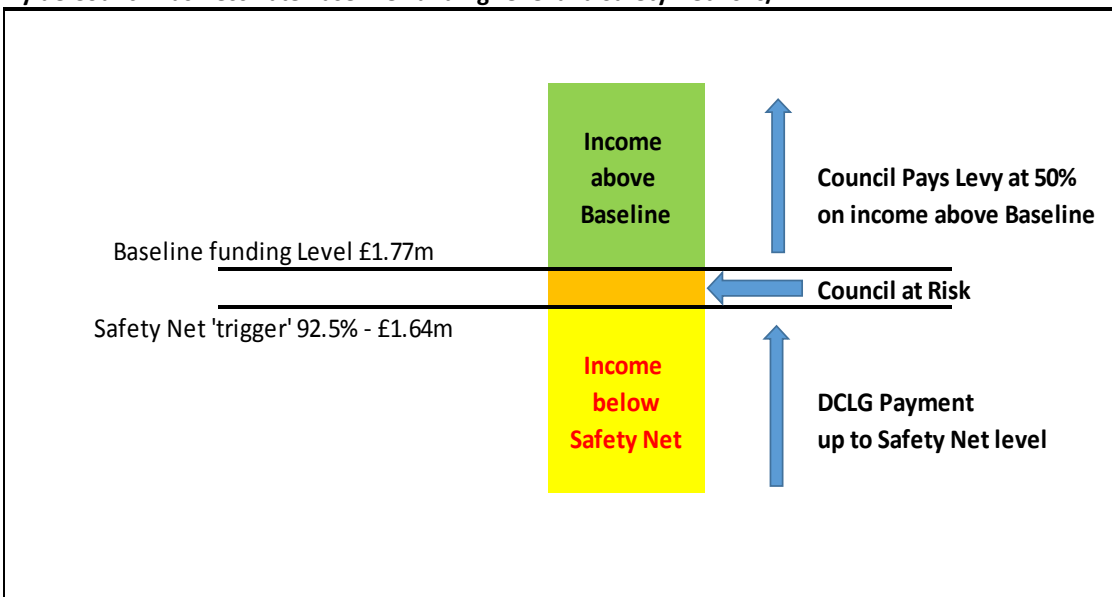 Income
above
Baseline
Council Pays Levy at 50%
on income above Baseline
Baseline funding Level £1.77m
Council at Risk
Safety Net 'trigger' 92.5% - £1.64m
Income
below
Safety Net
DCLG Payment
up to Safety Net level